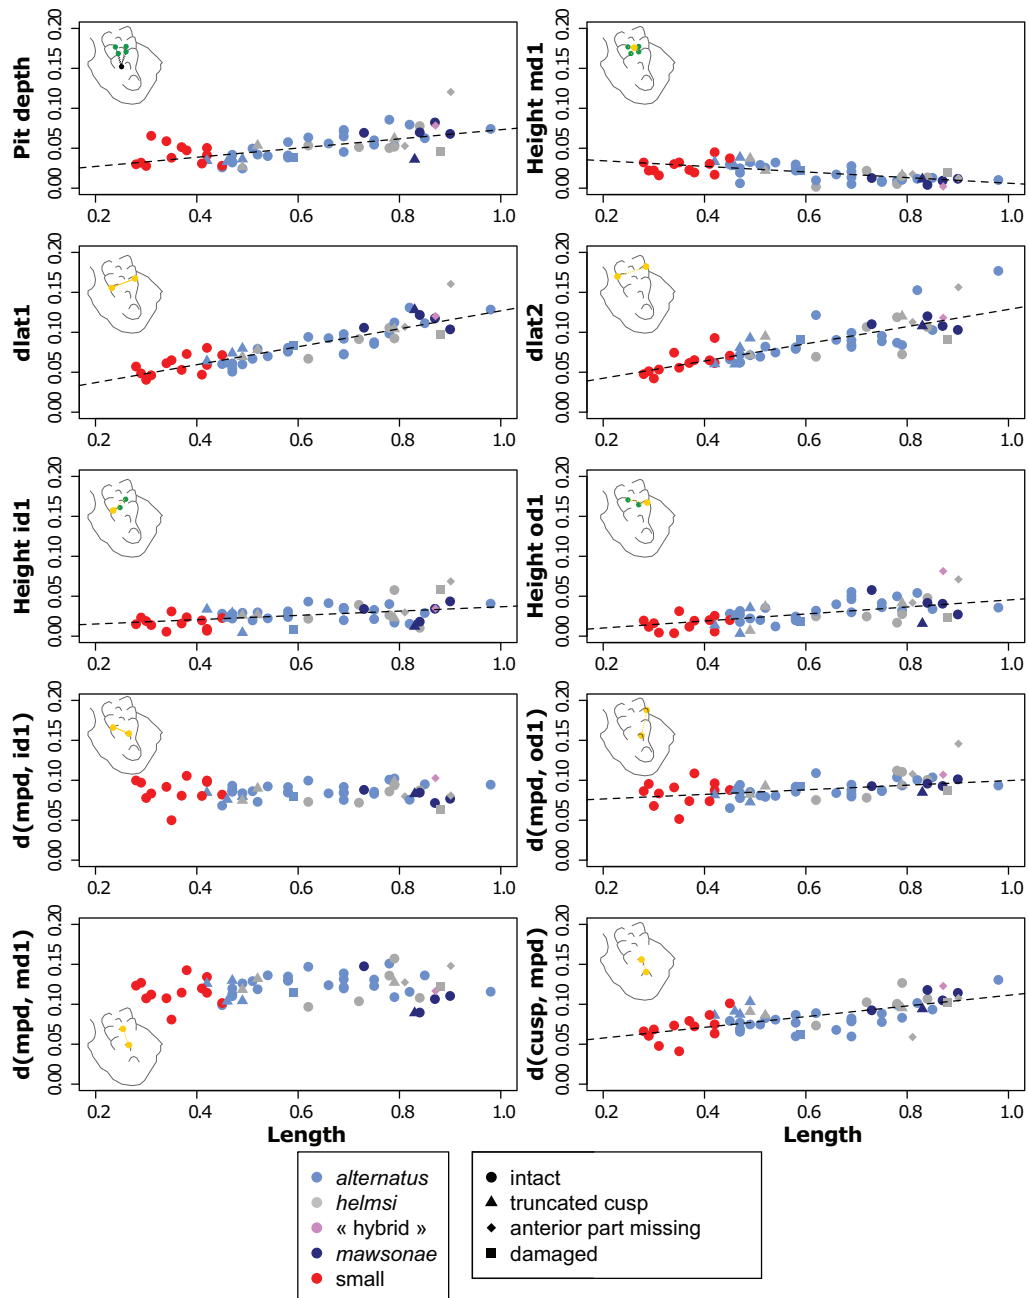 Pit depth
0.00 0.05 0.10 0.15 0.20
0.2 0.4 0.6 0.8 1.0
Height md1
0.00 0.05 0.10 0.15 0.20
0.2 0.4 0.6 0.8 1.0
dlat1
0.00 0.05 0.10 0.15 0.20
0.2 0.4 0.6 0.8 1.0
dlat2
0.00 0.05 0.10 0.15 0.20
0.2 0.4 0.6 0.8 1.0
Height id1
0.00 0.05 0.10 0.15 0.20
0.2 0.4 0.6 0.8 1.0
Height od1
0.00 0.05 0.10 0.15 0.20
0.2 0.4 0.6 0.8 1.0
d(mpd, id1)
0.00 0.05 0.10 0.15 0.20
0.2 0.4 0.6 0.8 1.0
d(mpd, od1)
0.00 0.05 0.10 0.15 0.20
0.2 0.4 0.6 0.8 1.0
d(mpd, md1)
0.00 0.05 0.10 0.15 0.20
0.2 0.4 0.6 0.8 1.0
Length
d(cusp, mpd)
0.00 0.05 0.10 0.15 0.20
0.2 0.4 0.6 0.8 1.0
Length
alternatus
helmsi
« hybrid »
mawsonae
small
intact
truncated cusp
anterior part missing
damaged